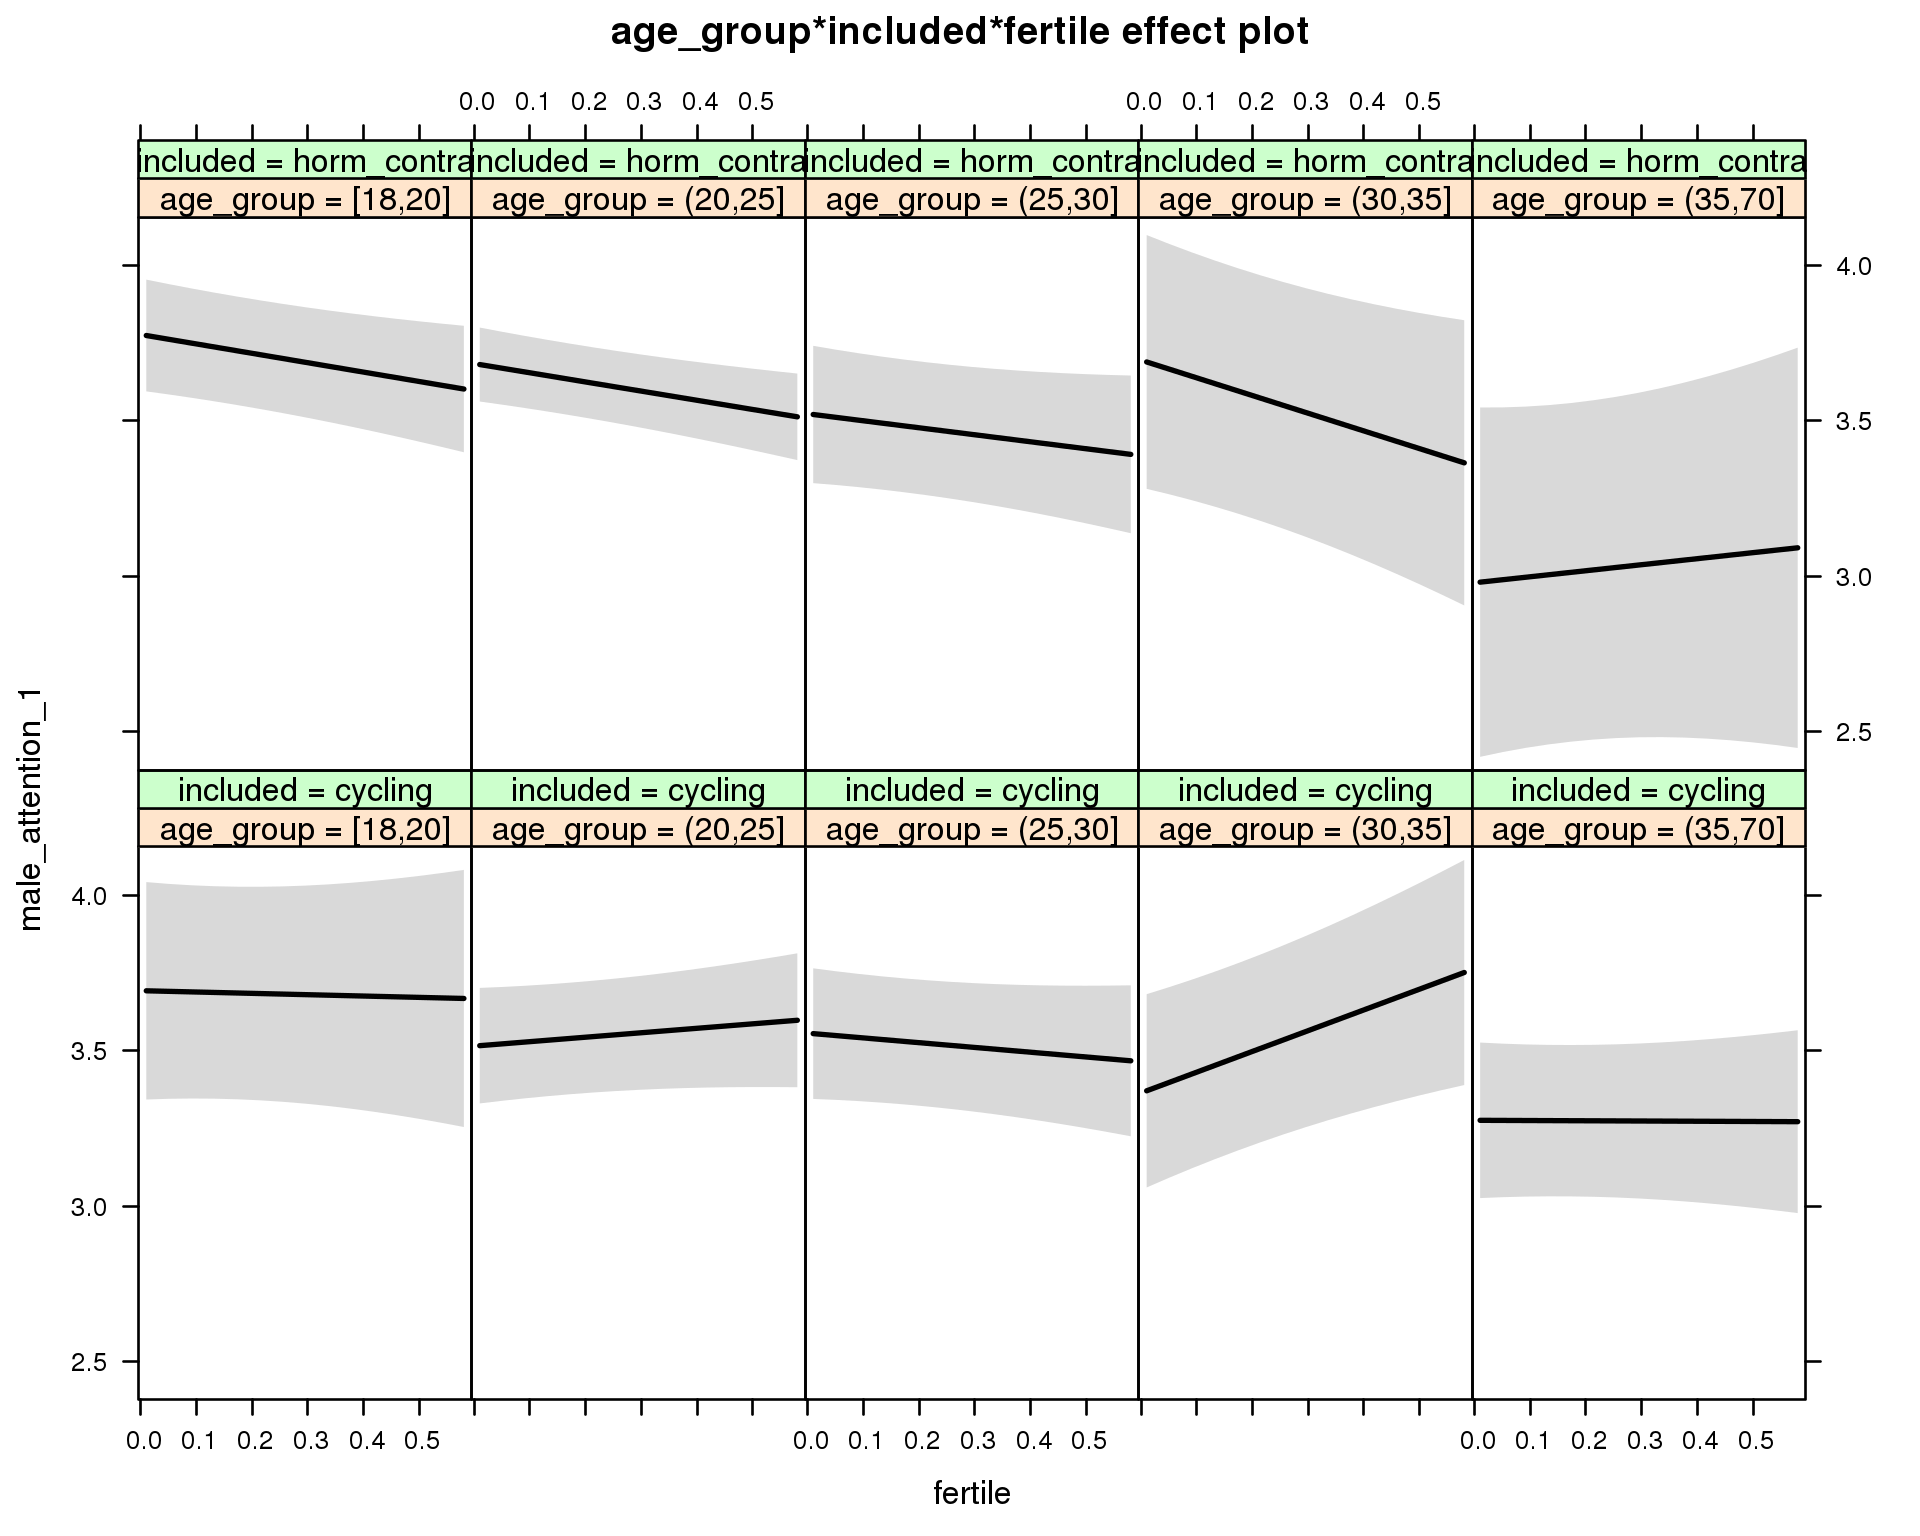 age_group*included*fertile effect plot
0.0 0.1 0.2 0.3 0.4 0.5 0.0 0.1 0.2 0.3 0.4 0.5
included = horm_contra included = horm_contra included = horm_contra included = horm_contra included = horm_contra
age_group = [18,20] age_group = (20,25] age_group = (25,30] age_group = (30,35] age_group = (35,70]
4.0
3.5
3.0
2.5
male_attention_1
included = cycling included = cycling included = cycling included = cycling included = cycling
age_group = [18,20] age_group = (20,25] age_group = (25,30] age_group = (30,35] age_group = (35,70]
4.0
3.5
3.0
2.5
0.0 0.1 0.2 0.3 0.4 0.5 0.0 0.1 0.2 0.3 0.4 0.5 0.0 0.1 0.2 0.3 0.4 0.5
fertile